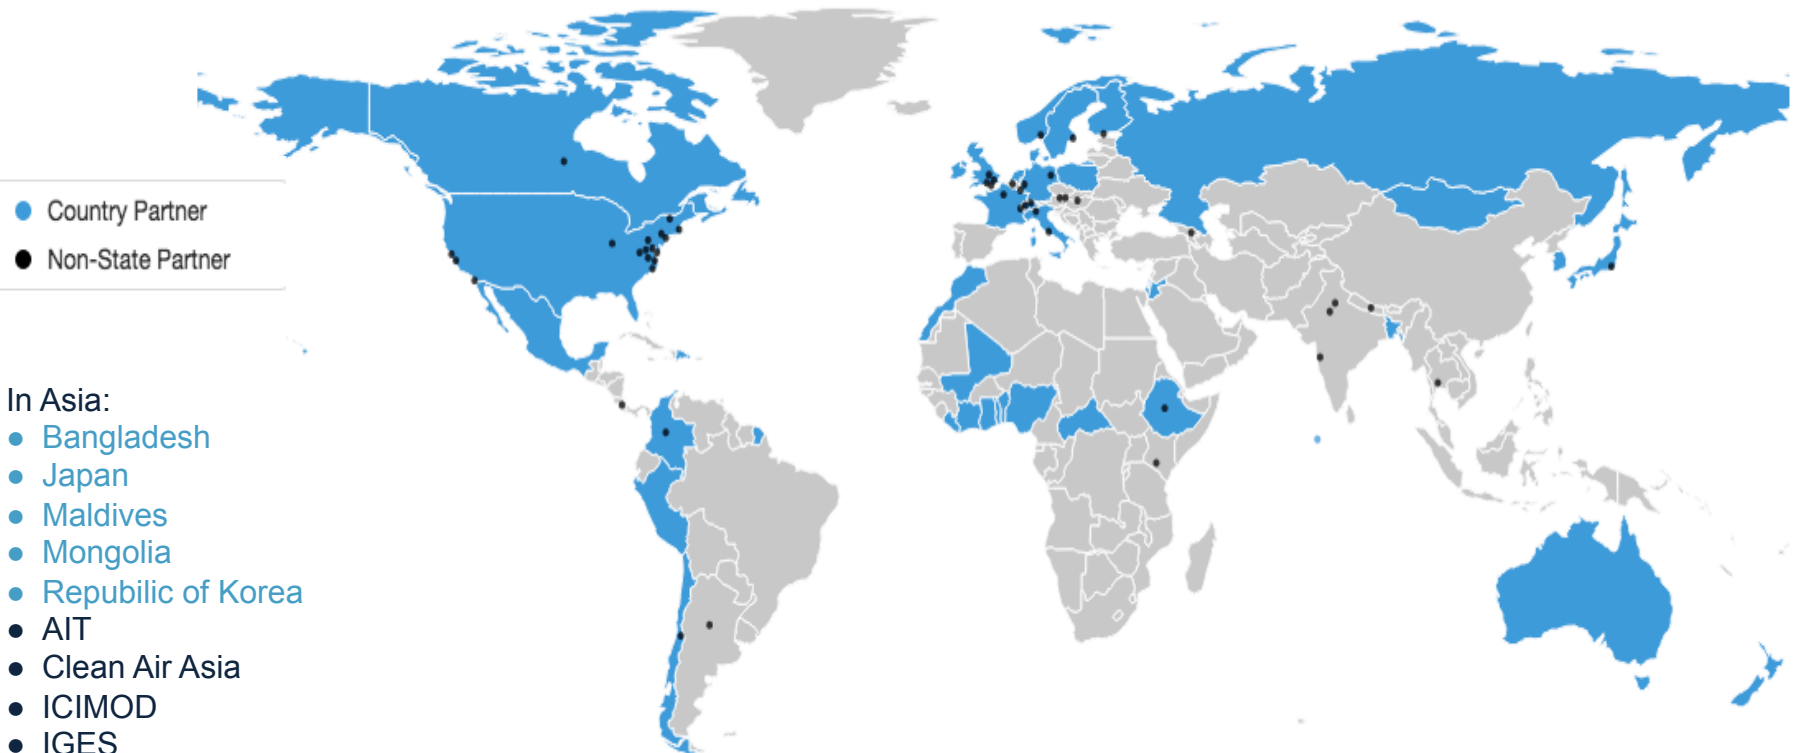 Country Partner
Non-State Partner
In Asia:
● Bangladesh
● Japan
● Maldives
● Mongolia
● Repubilic of Korea
● AIT
● Clean Air Asia
● ICIMOD
● IGES